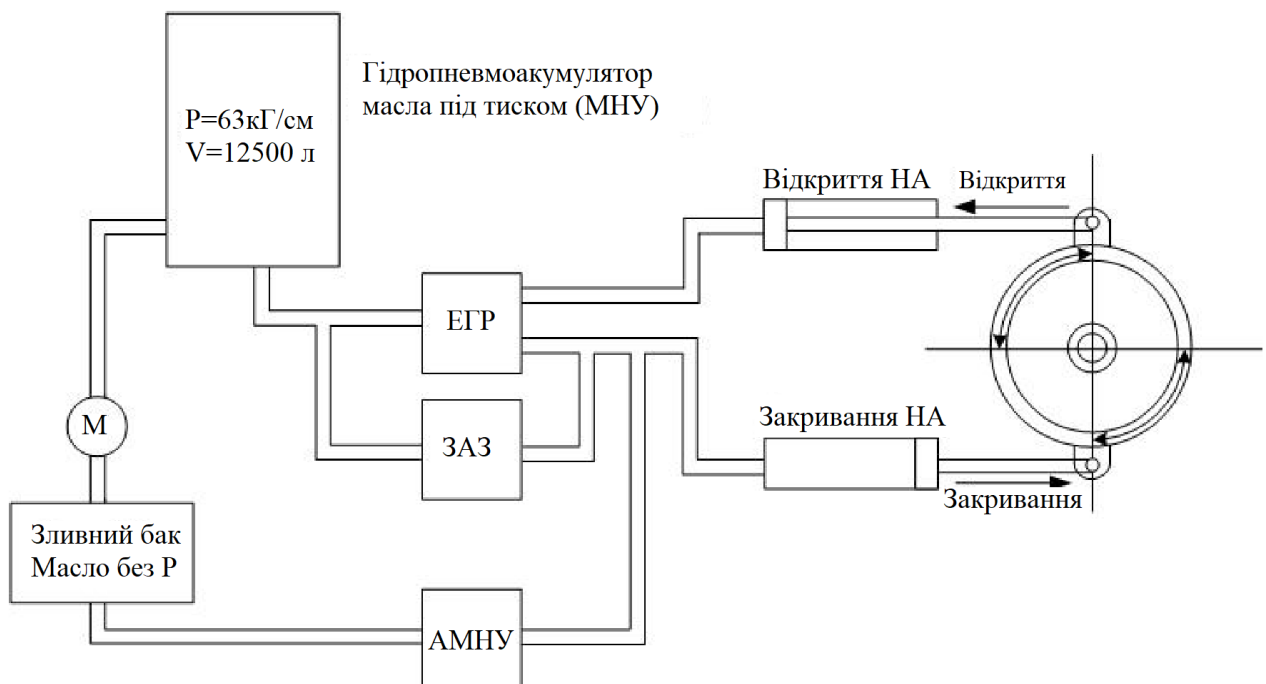 Гідропневмоакумулятор
масла під тиском (МНУ)
P=63кГ/см
V=12500 л
Відкриття НА
Відкриття
ЕГР
ЗАЗ
М
Закривання НА
Закривання
Зливний бак
Масло без Р
АМНУ